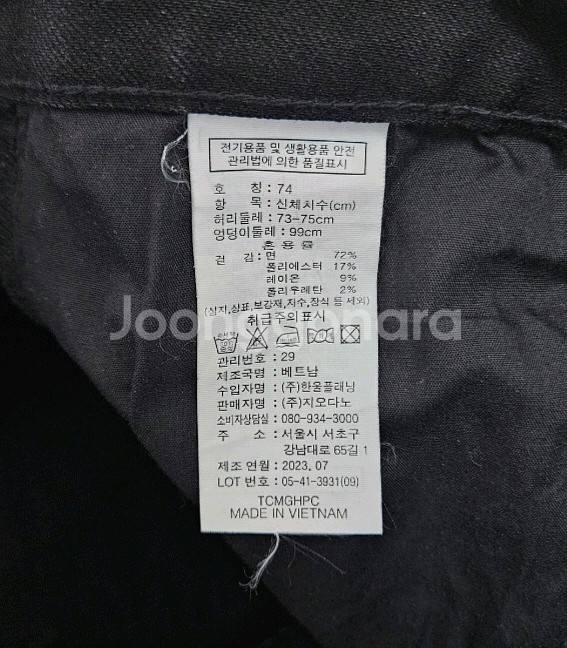 전기용품 및 생활용품 안전
관리법에 의한 품질표시
호 칭 : 74
항 목 : 신체치수(cm)
허리둘레 : 73-75cm
엉덩이둘레 : 99cm
혼 용 율
겉 감 : 면 72%
폴리에스터 17%
레이온 9%
폴리우레탄 2%
(심지,상표,보강재,자수,장식 등 제외)
취급주의표시
Joongonara
관리번호 : 29
제조국명 : 베트남
수입자명 : (주)한올플래닝
판매자명 : (주)지오다노
소비자상담실 : 080-934-3000
주 소 : 서울시 서초구
강남대로 65길 1
제조 연월 : 2023.07
LOT 번호 : 05-41-3931(09)
TCMGHPC
MADE IN VIETNAM